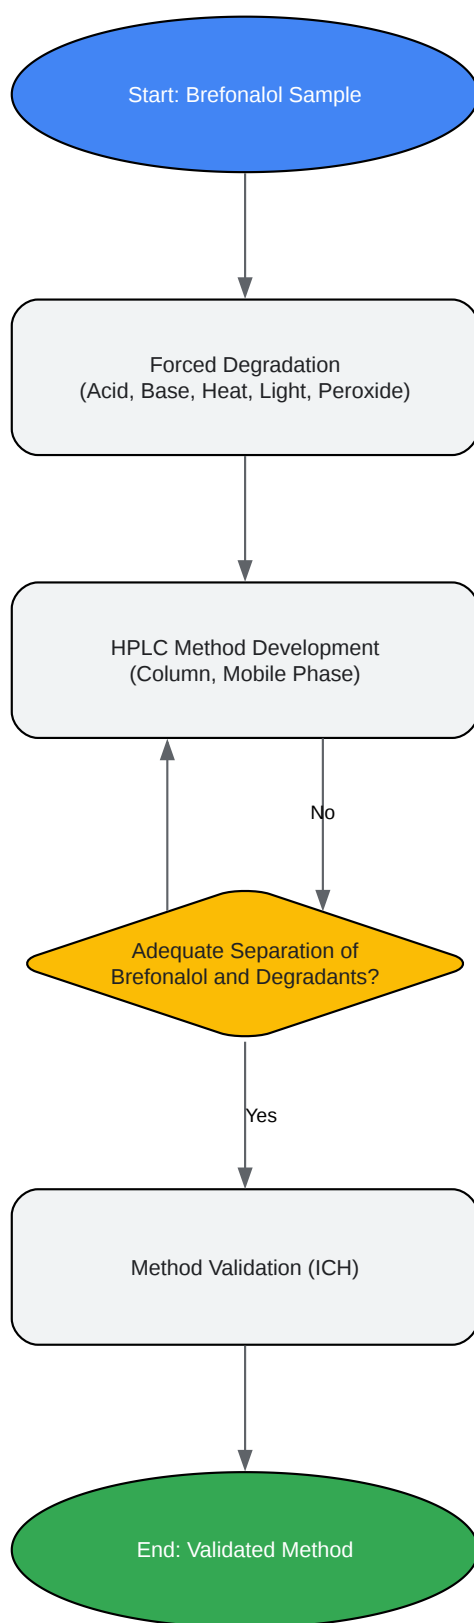 Start: Brefonalol Sample
Forced Degradation
(Acid, Base, Heat, Light, Peroxide)
HPLC Method Development
(Column, Mobile Phase)
No
Adequate Separation of
Brefonalol and Degradants?
Yes
Method Validation (ICH)
End: Validated Method